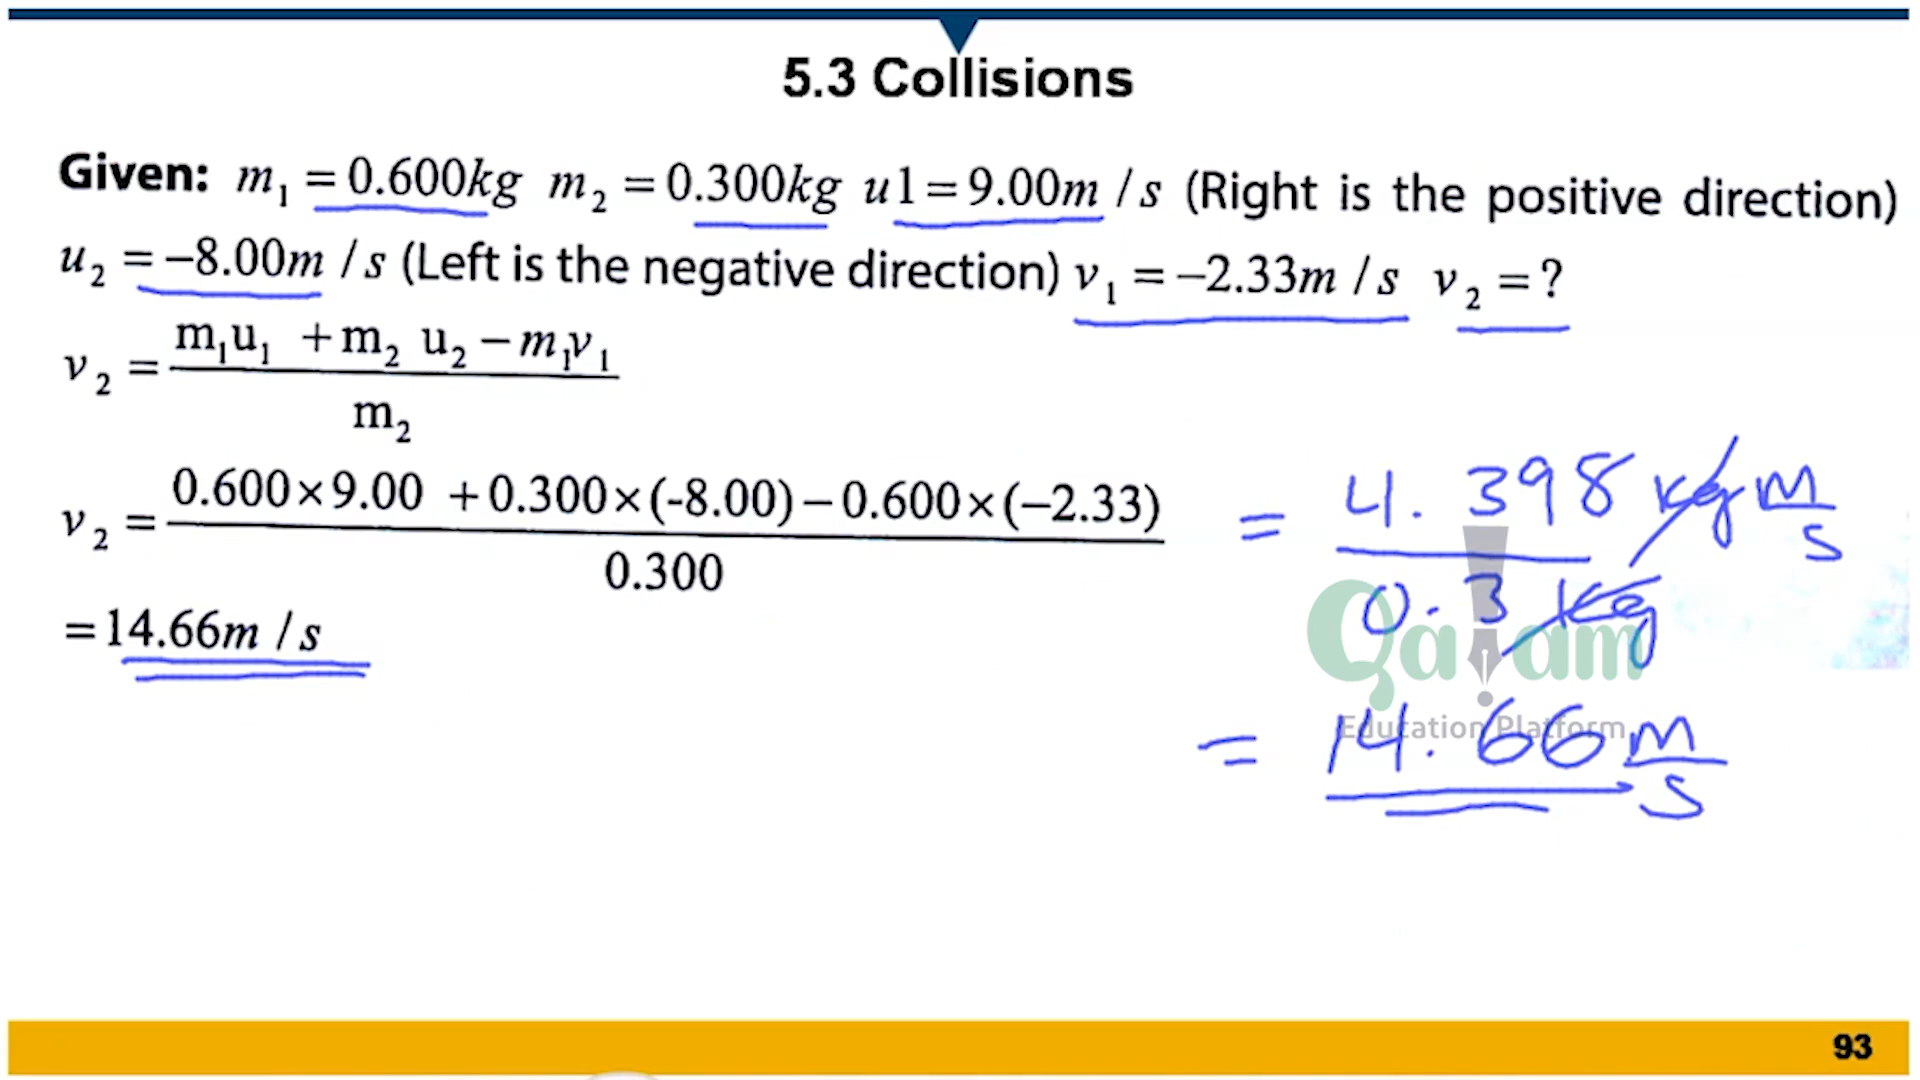 5.3 Collisions
Given: m₁ = 0.600kg m₂ = 0.300kg u1 = 9.00m / s (Right is the positive direction)
u₂ = −8.00m / s (Left is the negative direction) v₁ = −2.33m / s v₂ = ?
v₂ = (m₁u₁ + m₂ u₂ − m₁v₁) / m₂
v₂ = (0.600×9.00 + 0.300×(-8.00) − 0.600×(−2.33)) / 0.300
= 4.398 kg m/s / 0.3 kg
= 14.66m / s
= 14.66 m/s
Qalam
Education Platform
93